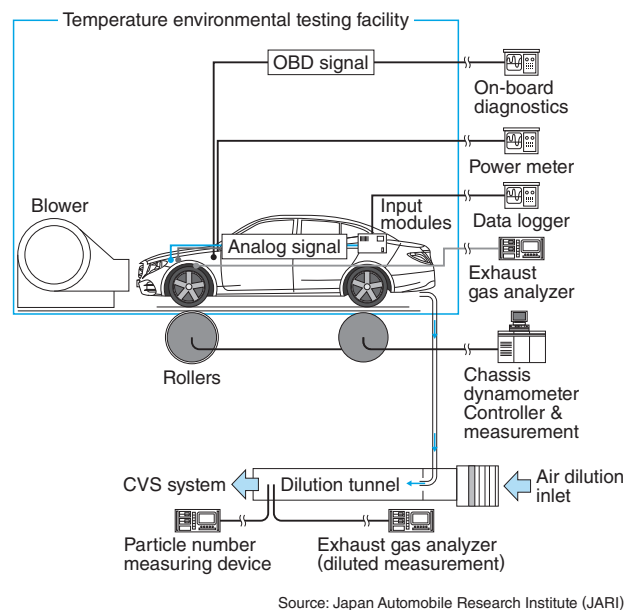 Temperature environmental testing facility
OBD signal
On-board
diagnostics
Power meter
Blower
Input
modules
Data logger
Analog signal
Exhaust
gas analyzer
Rollers
Chassis
dynamometer
Controller &
measurement
CVS system
Dilution tunnel
Air dilution
inlet
Particle number
measuring device
Exhaust gas analyzer
(diluted measurement)
Source: Japan Automobile Research Institute (JARI)